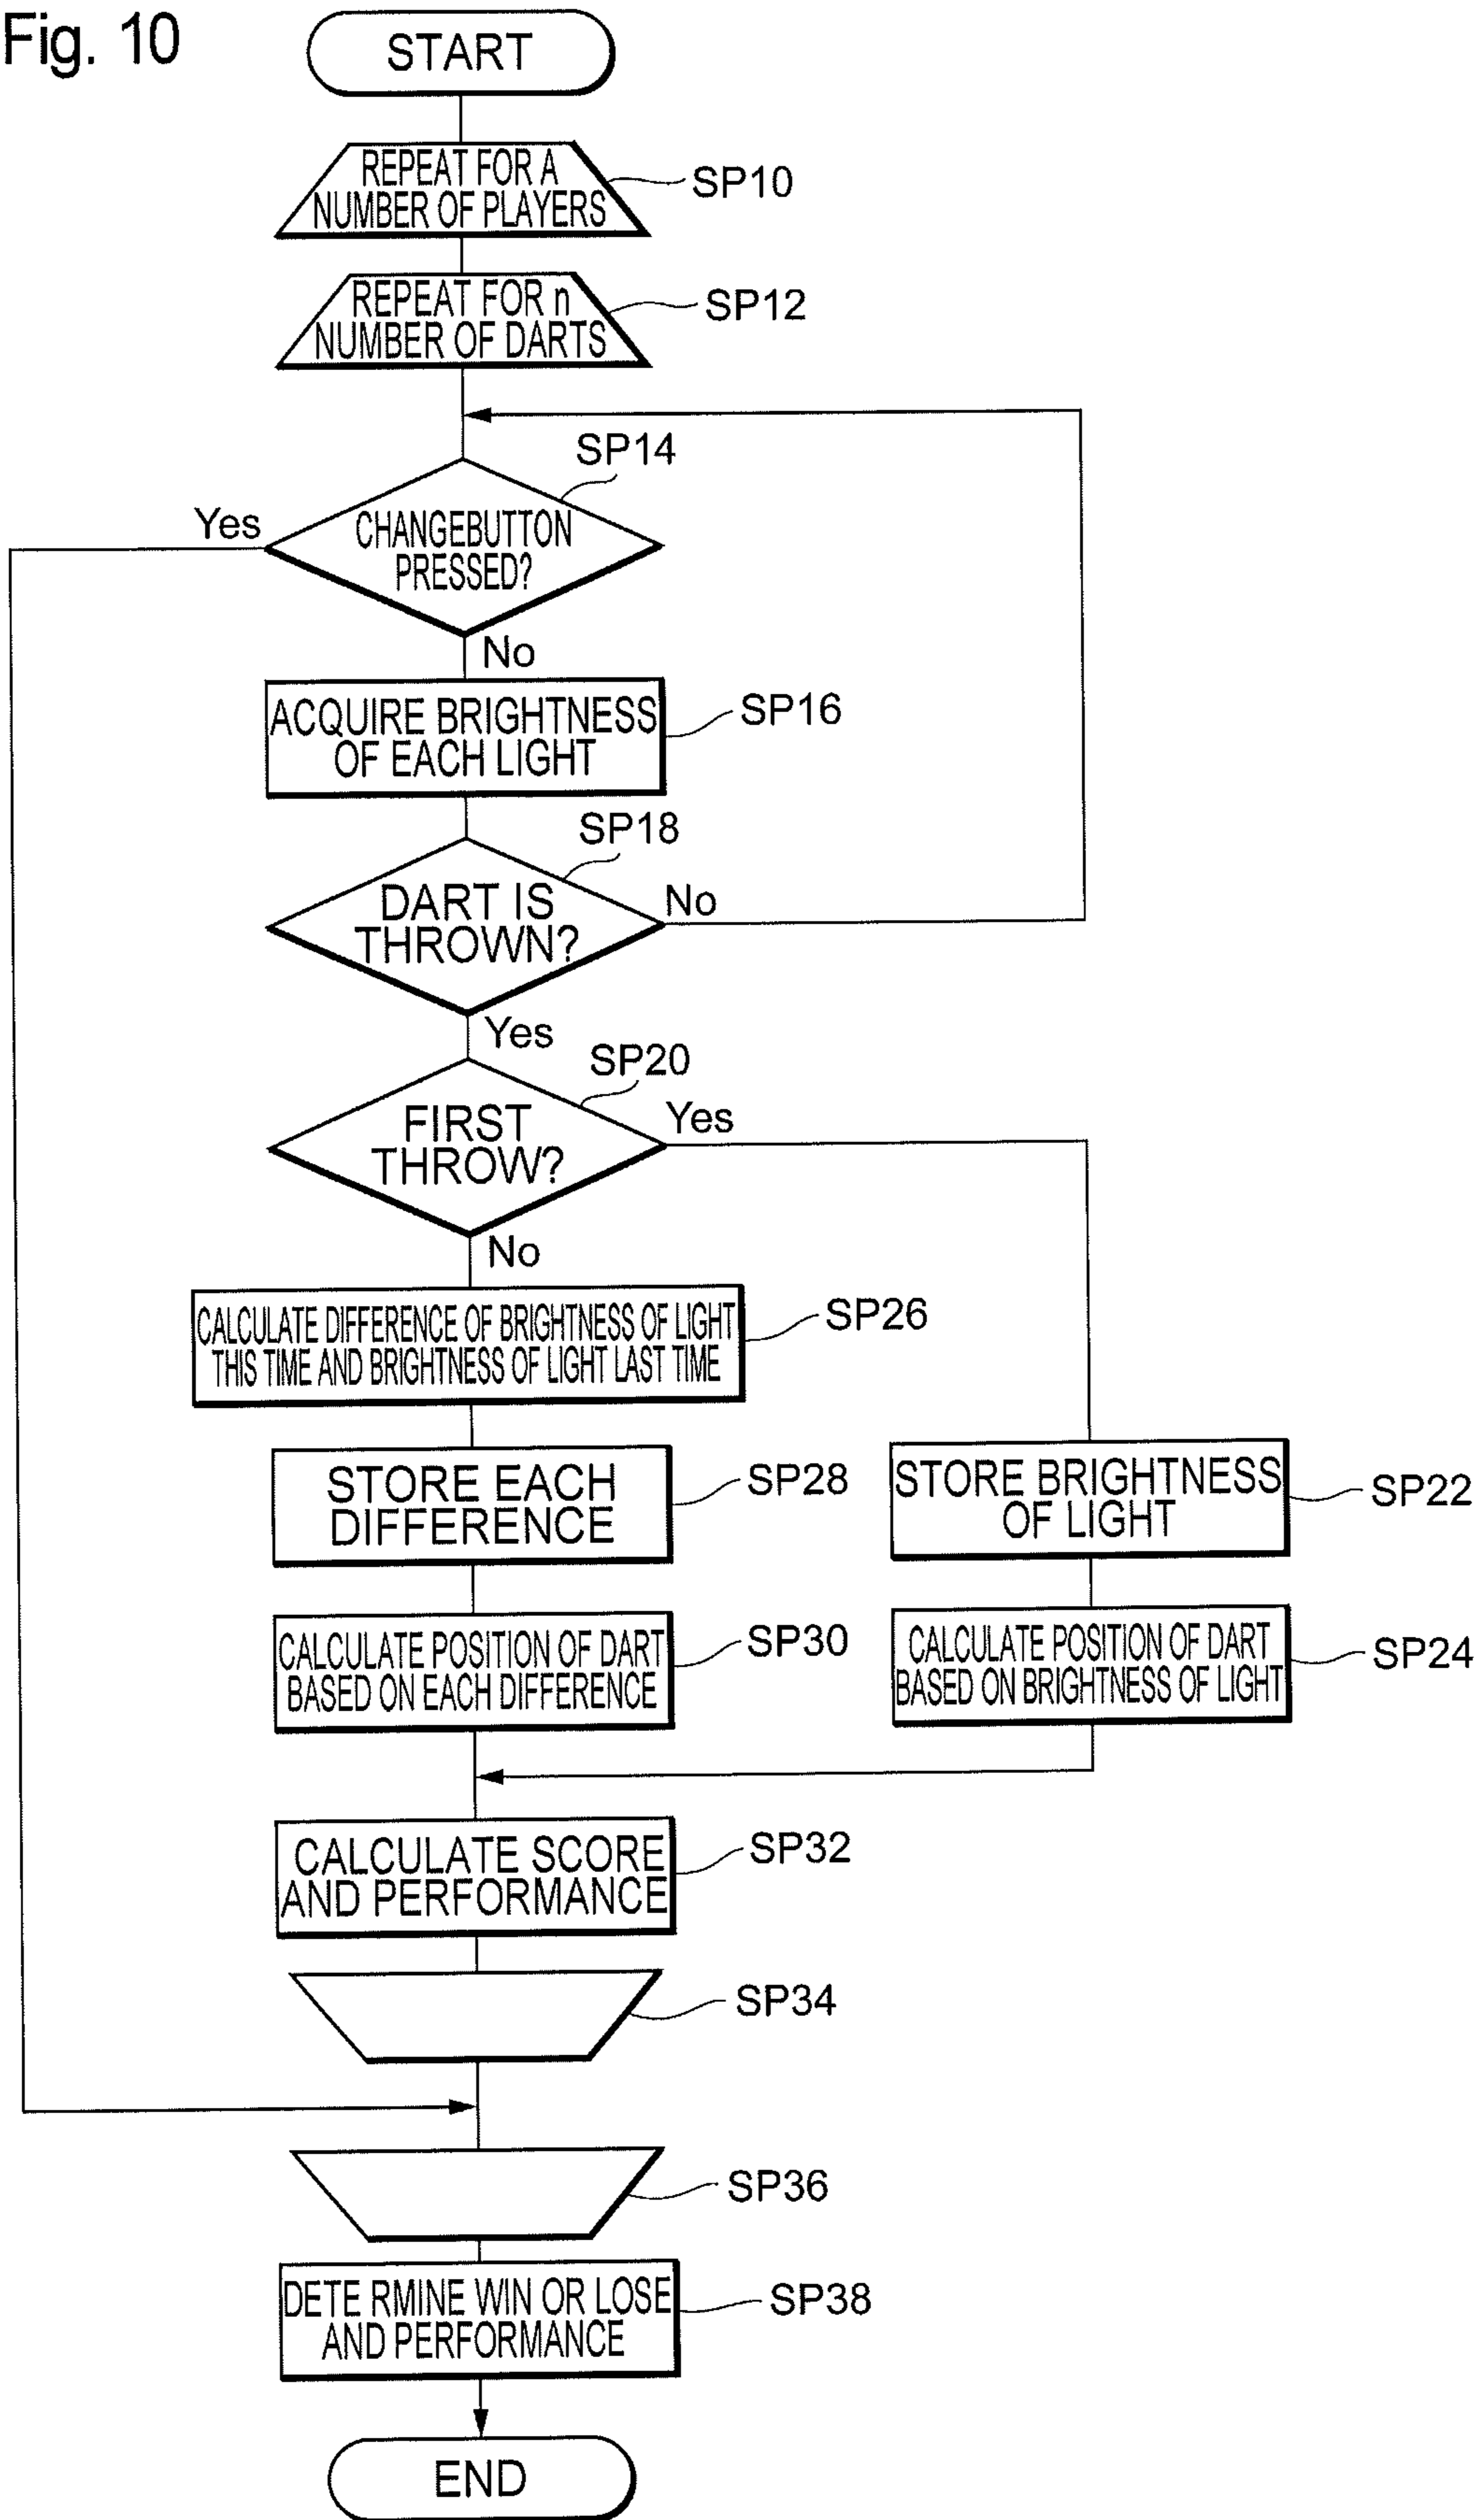 Fig. 10
START
REPEAT FOR A
NUMBER OF PLAYERS
SP10
REPEAT FOR n
NUMBER OF DARTS
SP12
SP14
Yes
CHANGEBUTTON
PRESSED?
No
ACQUIRE BRIGHTNESS
OF EACH LIGHT
SP16
SP18
DART IS
THROWN?
No
Yes
SP20
FIRST
THROW?
Yes
No
CALCULATE DIFFERENCE OF BRIGHTNESS OF LIGHT
THIS TIME AND BRIGHTNESS OF LIGHT LAST TIME
SP26
STORE EACH
DIFFERENCE
SP28
STORE BRIGHTNESS
OF LIGHT
SP22
CALCULATE POSITION OF DART
BASED ON EACH DIFFERENCE
SP30
CALCULATE POSITION OF DART
BASED ON BRIGHTNESS OF LIGHT
SP24
CALCULATE SCORE
AND PERFORMANCE
SP32
SP34
SP36
DETE RMINE WIN OR LOSE
AND PERFORMANCE
SP38
END